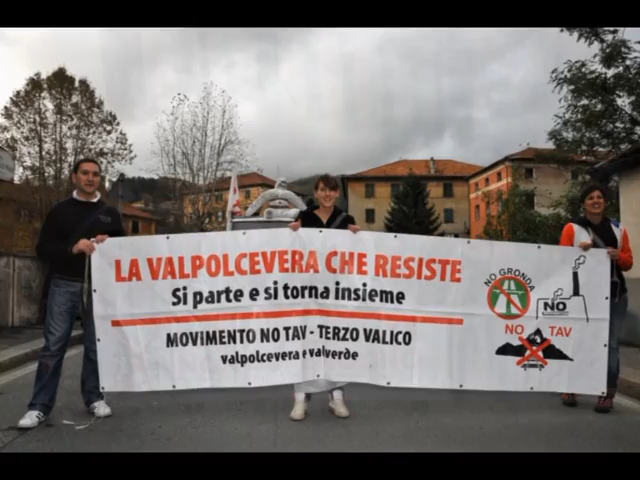 LA VALPOLCEVERA CHE RESISTE
Si parte e si torna insieme
MOVIMENTO NO TAV - TERZO VALICO
valpolcevera e valverde
NO GRONDA
NO
NO TAV